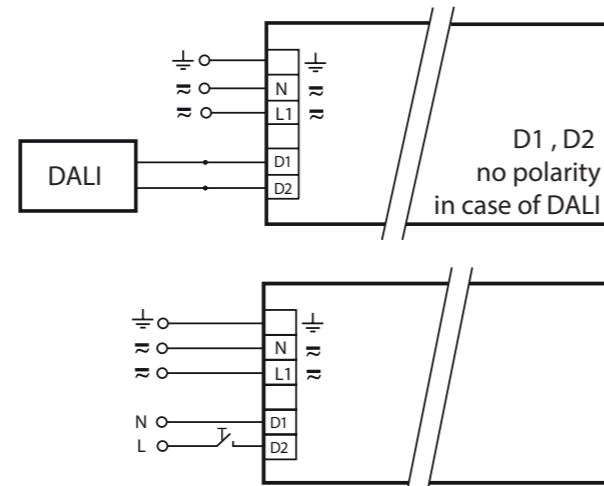 N
L1
DALI
D1
D2
D1 , D2
no polarity
in case of DALI
N
L1
N
D1
L
D2